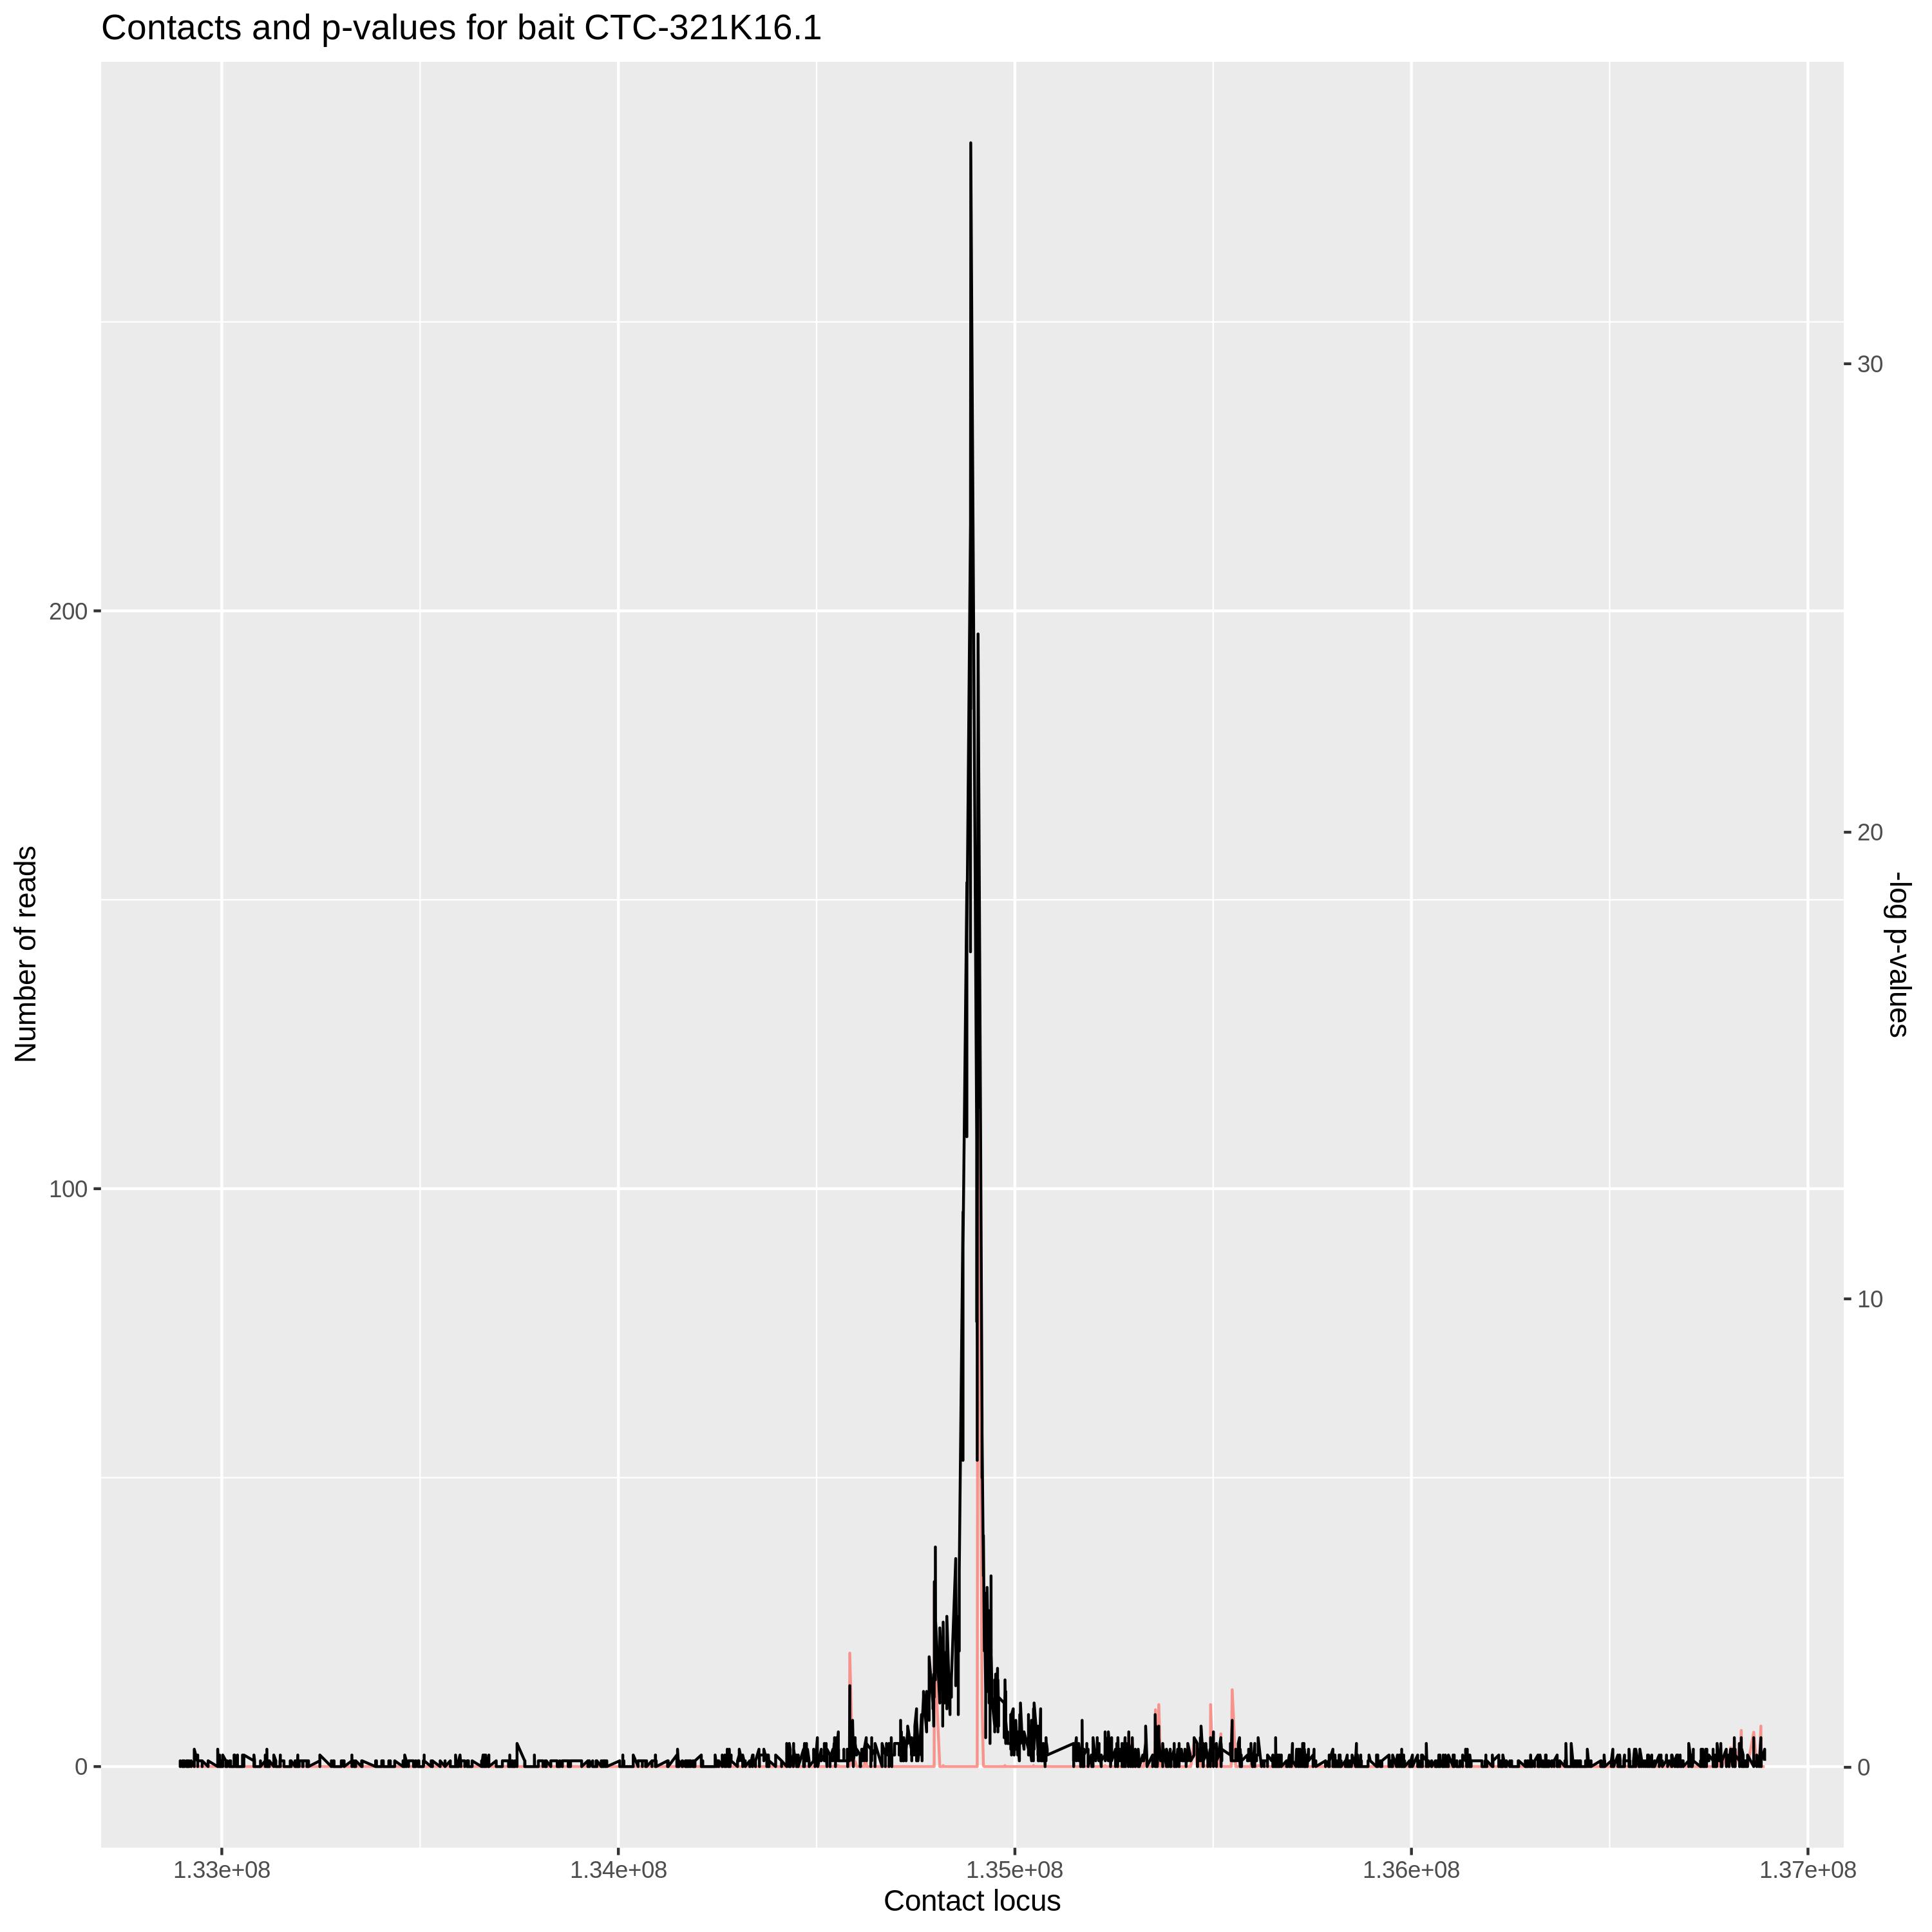 Contacts and p-values for bait CTC-321K16.1
Number of reads
200
100
0
30
20
10
0
-log p-values
1.33e+08
1.34e+08
1.35e+08
1.36e+08
1.37e+08
Contact locus